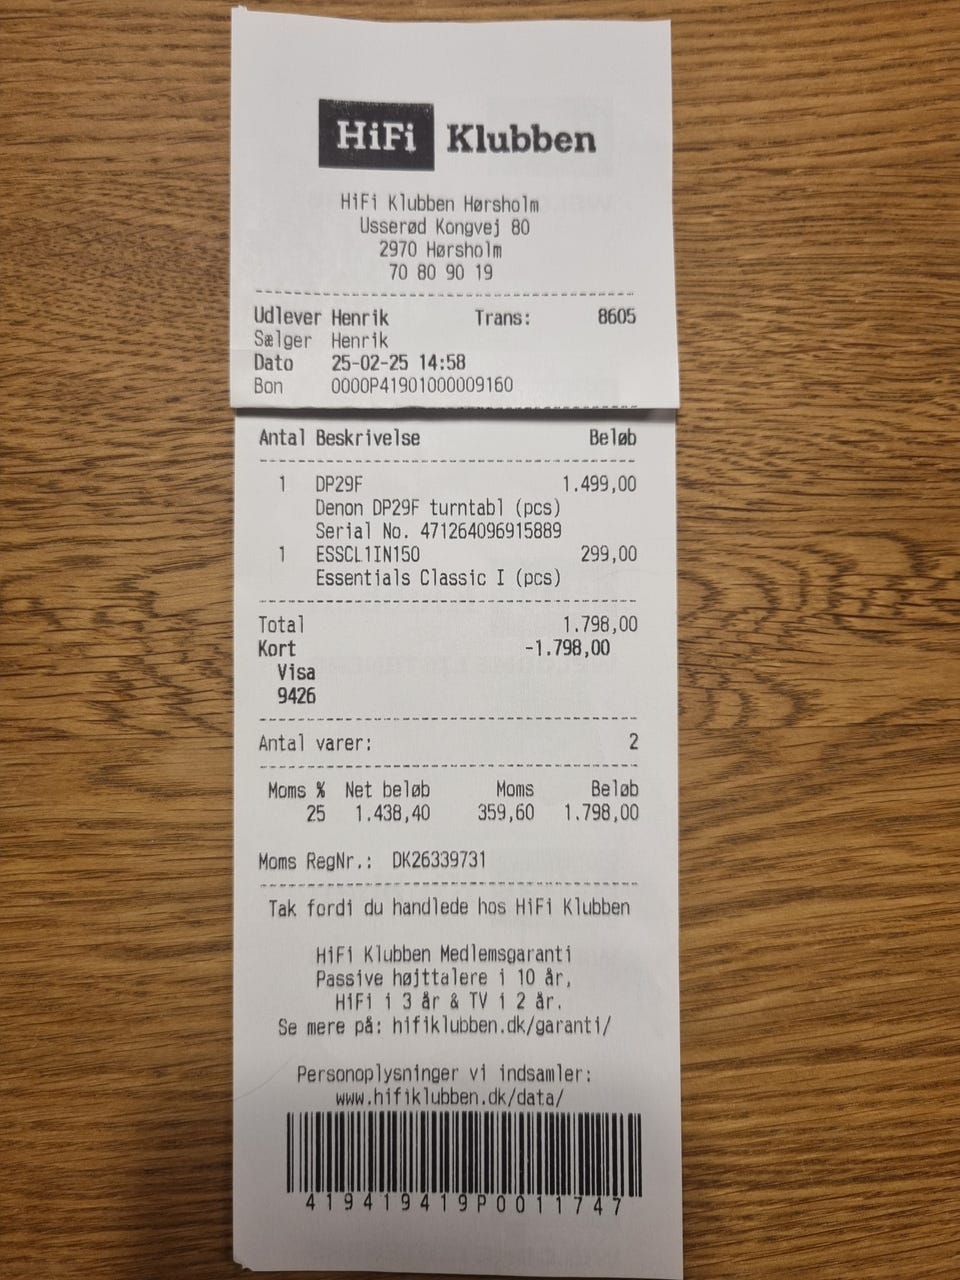 HiFi Klubben
HiFi Klubben Hørsholm
Usserød Kongvej 80
2970 Hørsholm
70 80 90 19
Udlever Henrik Trans: 8605
Sælger Henrik
Dato 25-02-25 14:58
Bon 0000P41901000009160
Antal Beskrivelse Beløb
1 DP29F 1.499,00
Denon DP29F turntabl (pcs)
Serial No. 471264096915889
1 ESSCL1IN150 299,00
Essentials Classic I (pcs)
Total 1.798,00
Kort -1.798,00
Visa
9426
Antal varer: 2
Moms % Net beløb Moms Beløb
25 1.438,40 359,60 1.798,00
Moms RegNr.: DK26339731
Tak fordi du handlede hos HiFi Klubben
HiFi Klubben Medlemsgaranti
Passive højttalere i 10 år,
HiFi i 3 år & TV i 2 år.
Se mere på: hifiklubben.dk/garanti/
Personoplysninger vi indsamler:
www.hifiklubben.dk/data/
419419419P0011747